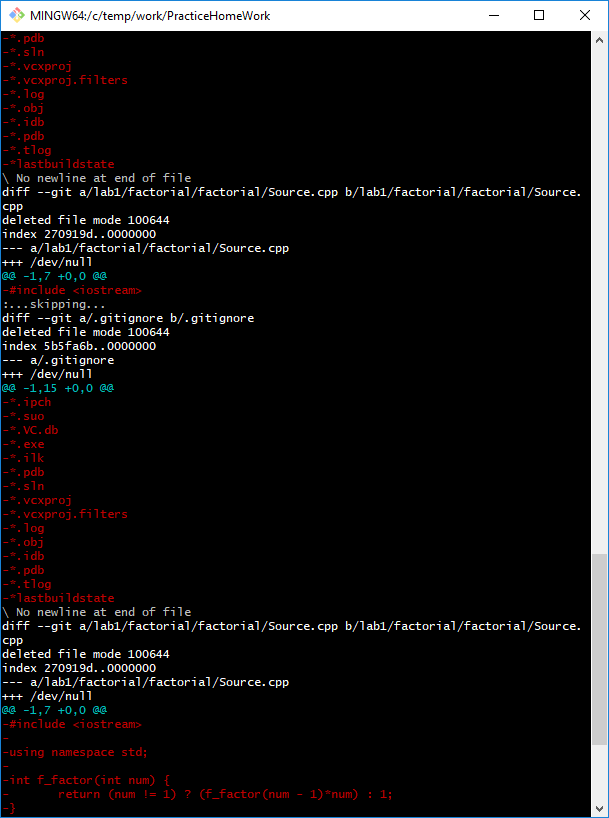 MINGW64:/c/temp/work/PracticeHomeWork
-*.pdb
-*.sln
-*.vcxproj
-*.vcxproj.filters
-*.log
-*.obj
-*.idb
-*.pdb
-*.tlog
-*lastbuildstate
\ No newline at end of file
diff --git a/lab1/factorial/factorial/Source.cpp b/lab1/factorial/factorial/Source.
cpp
deleted file mode 100644
index 270919d..0000000
--- a/lab1/factorial/factorial/Source.cpp
+++ /dev/null
@@ -1,7 +0,0 @@
-#include <iostream>
:...skipping...
diff --git a/.gitignore b/.gitignore
deleted file mode 100644
index 5b5fa6b..0000000
--- a/.gitignore
+++ /dev/null
@@ -1,15 +0,0 @@
-*.ipch
-*.suo
-*.VC.db
-*.exe
-*.ilk
-*.pdb
-*.sln
-*.vcxproj
-*.vcxproj.filters
-*.log
-*.obj
-*.idb
-*.pdb
-*.tlog
-*lastbuildstate
\ No newline at end of file
diff --git a/lab1/factorial/factorial/Source.cpp b/lab1/factorial/factorial/Source.
cpp
deleted file mode 100644
index 270919d..0000000
--- a/lab1/factorial/factorial/Source.cpp
+++ /dev/null
@@ -1,7 +0,0 @@
-#include <iostream>
-
-using namespace std;
-
-int f_factor(int num) {
-       return (num != 1) ? (f_factor(num - 1)*num) : 1;
-}